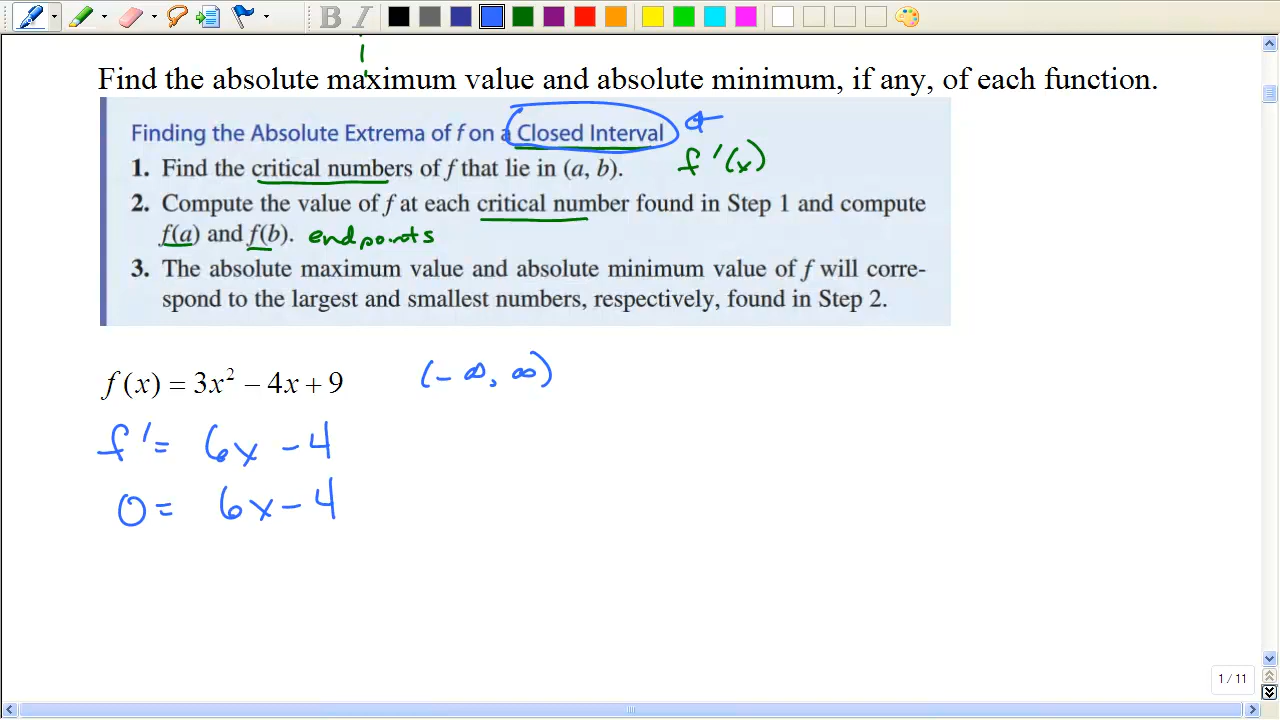 B I
Find the absolute maximum value and absolute minimum, if any, of each function.
Finding the Absolute Extrema of f on a Closed Interval
f'(x)
1. Find the critical numbers of f that lie in (a, b).
2. Compute the value of f at each critical number found in Step 1 and compute
f(a) and f(b). endpoints
3. The absolute maximum value and absolute minimum value of f will corre-
spond to the largest and smallest numbers, respectively, found in Step 2.
f(x) = 3x² − 4x + 9 (-∞, ∞)
f' = 6x - 4
0 = 6x - 4
1 / 11